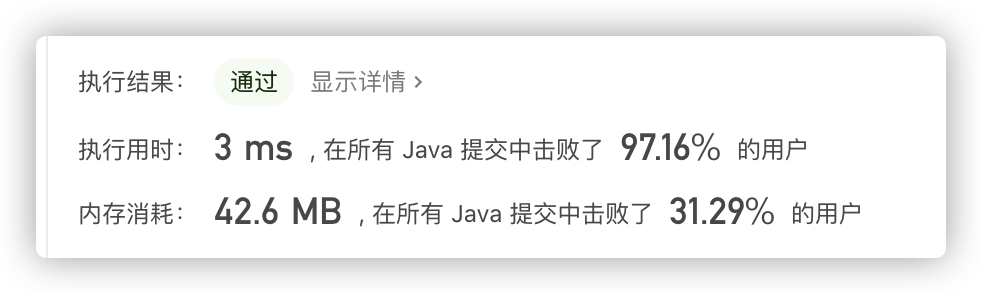 执行结果： 通过 显示详情 >
执行用时： 3 ms , 在所有 Java 提交中击败了 97.16% 的用户
内存消耗： 42.6 MB , 在所有 Java 提交中击败了 31.29% 的用户